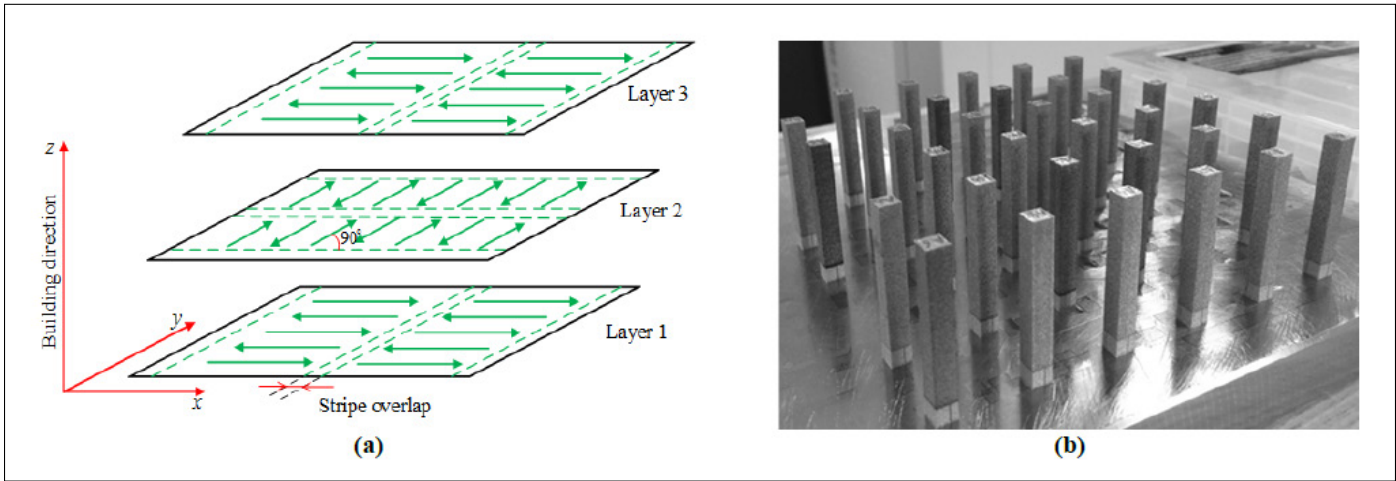 Layer 3
z
Layer 2
90°
Building direction
y
Layer 1
x
Stripe overlap
(a)
(b)